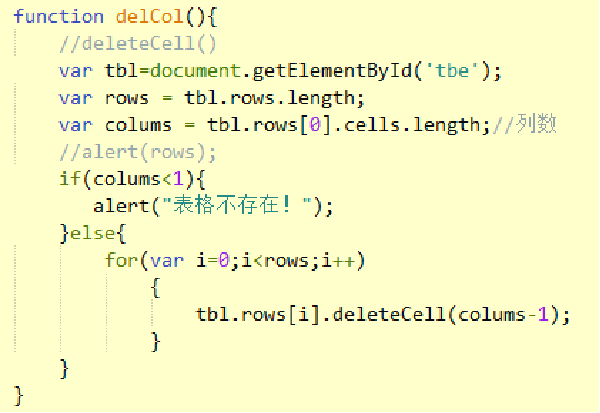 function delCol(){
//deleteCell()
var tbl=document.getElementById('tbe');
var rows = tbl.rows.length;
var colums = tbl.rows[0].cells.length;//列数
//alert(rows);
if(colums<1){
alert("表格不存在！");
}else{
for(var i=0;i<rows;i++)
{
tbl.rows[i].deleteCell(colums-1);
}
}
}